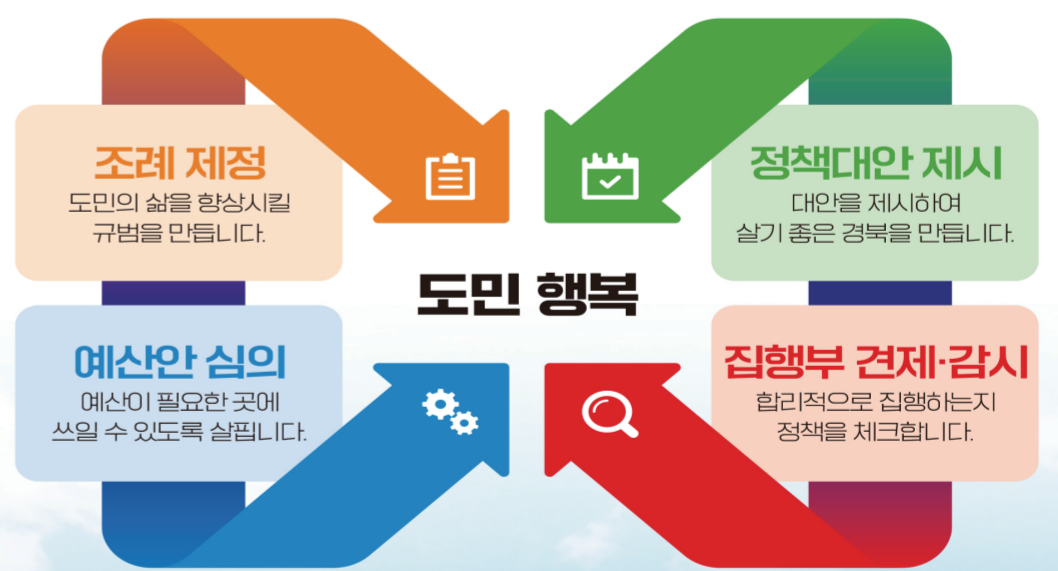 조례 제정
도민의 삶을 향상시킬
규범을 만듭니다.
정책대안 제시
대안을 제시하여
살기 좋은 경북을 만듭니다.
도민 행복
예산안 심의
예산이 필요한 곳에
쓰일 수 있도록 살핍니다.
집행부 견제·감시
합리적으로 집행하는지
정책을 체크합니다.